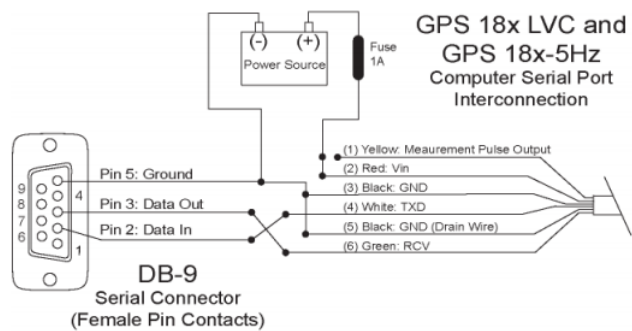 GPS 18x LVC and
GPS 18x-5Hz
Computer Serial Port
Interconnection
(-) (+)
Power Source
Fuse
1A
(1) Yellow: Meaurement Pulse Output
(2) Red: Vin
(3) Black: GND
(4) White: TXD
(5) Black: GND (Drain Wire)
(6) Green: RCV
Pin 5: Ground
Pin 3: Data Out
Pin 2: Data In
9
8
7
6
4
1
DB-9
Serial Connector
(Female Pin Contacts)